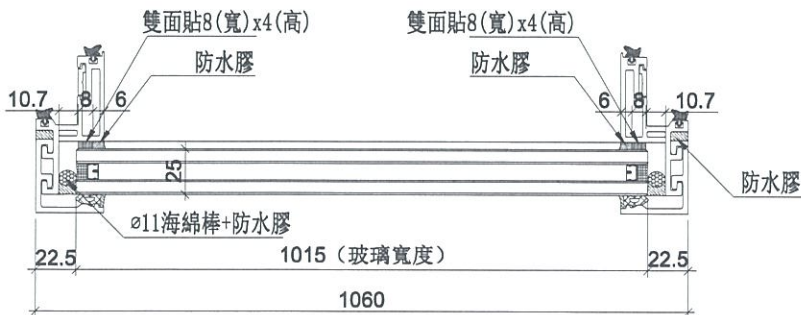 雙面貼8(寬)x4(高)
雙面貼8(寬)x4(高)
防水膠
防水膠
10.7
8
6
6
8
10.7
25
防水膠
ø11海綿棒+防水膠
22.5
1015（玻璃寬度）
22.5
1060